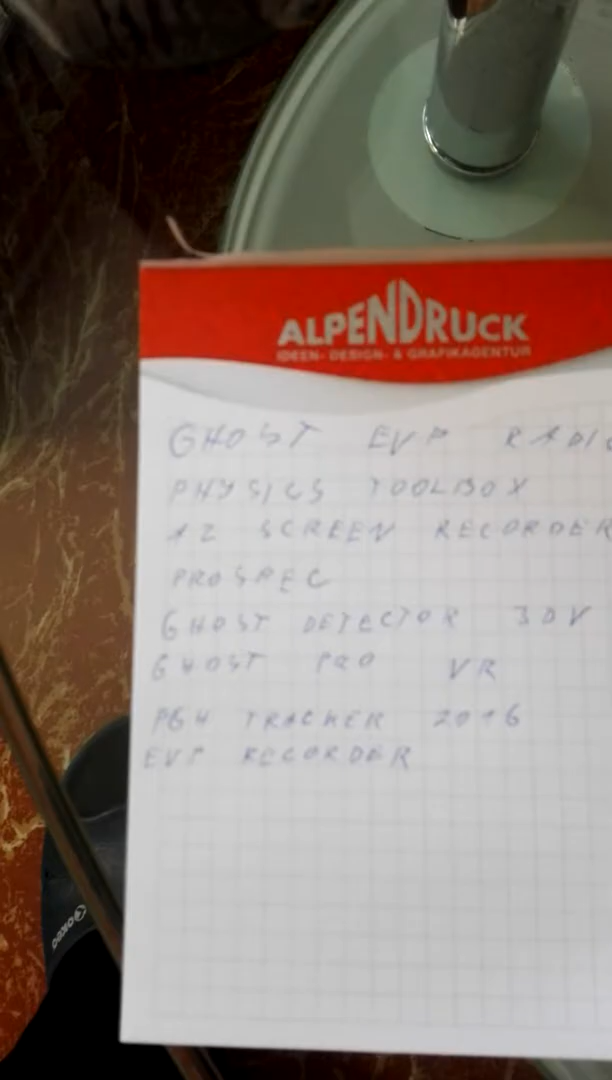 ALPENDRUCK
IDEEN- DESIGN- & GRAFIKAGENTUR
GHOST EVP RADIO
PHYSICS TOOLBOX
AZ SCREEN RECORDER
PROSPEC
GHOST DETECTOR 3DV
GHOST PRO VR
TRACKER 2016
EVP RECORDER